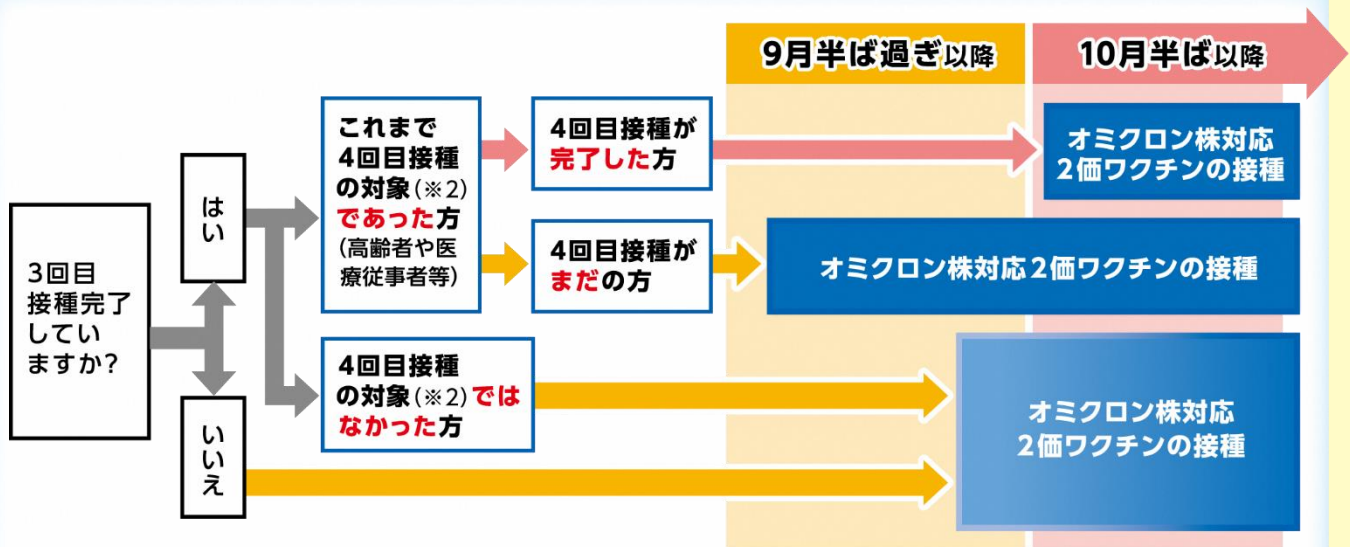 9月半ば過ぎ以降
10月半ば以降
3回目
接種完了
してい
ますか?
はい
いいえ
これまで
4回目接種
の対象(※2)
であった方
(高齢者や医
療従事者等)
4回目接種が
完了した方
オミクロン株対応
2価ワクチンの接種
4回目接種が
まだの方
オミクロン株対応2価ワクチンの接種
4回目接種
の対象(※2)では
なかった方
オミクロン株対応
2価ワクチンの接種